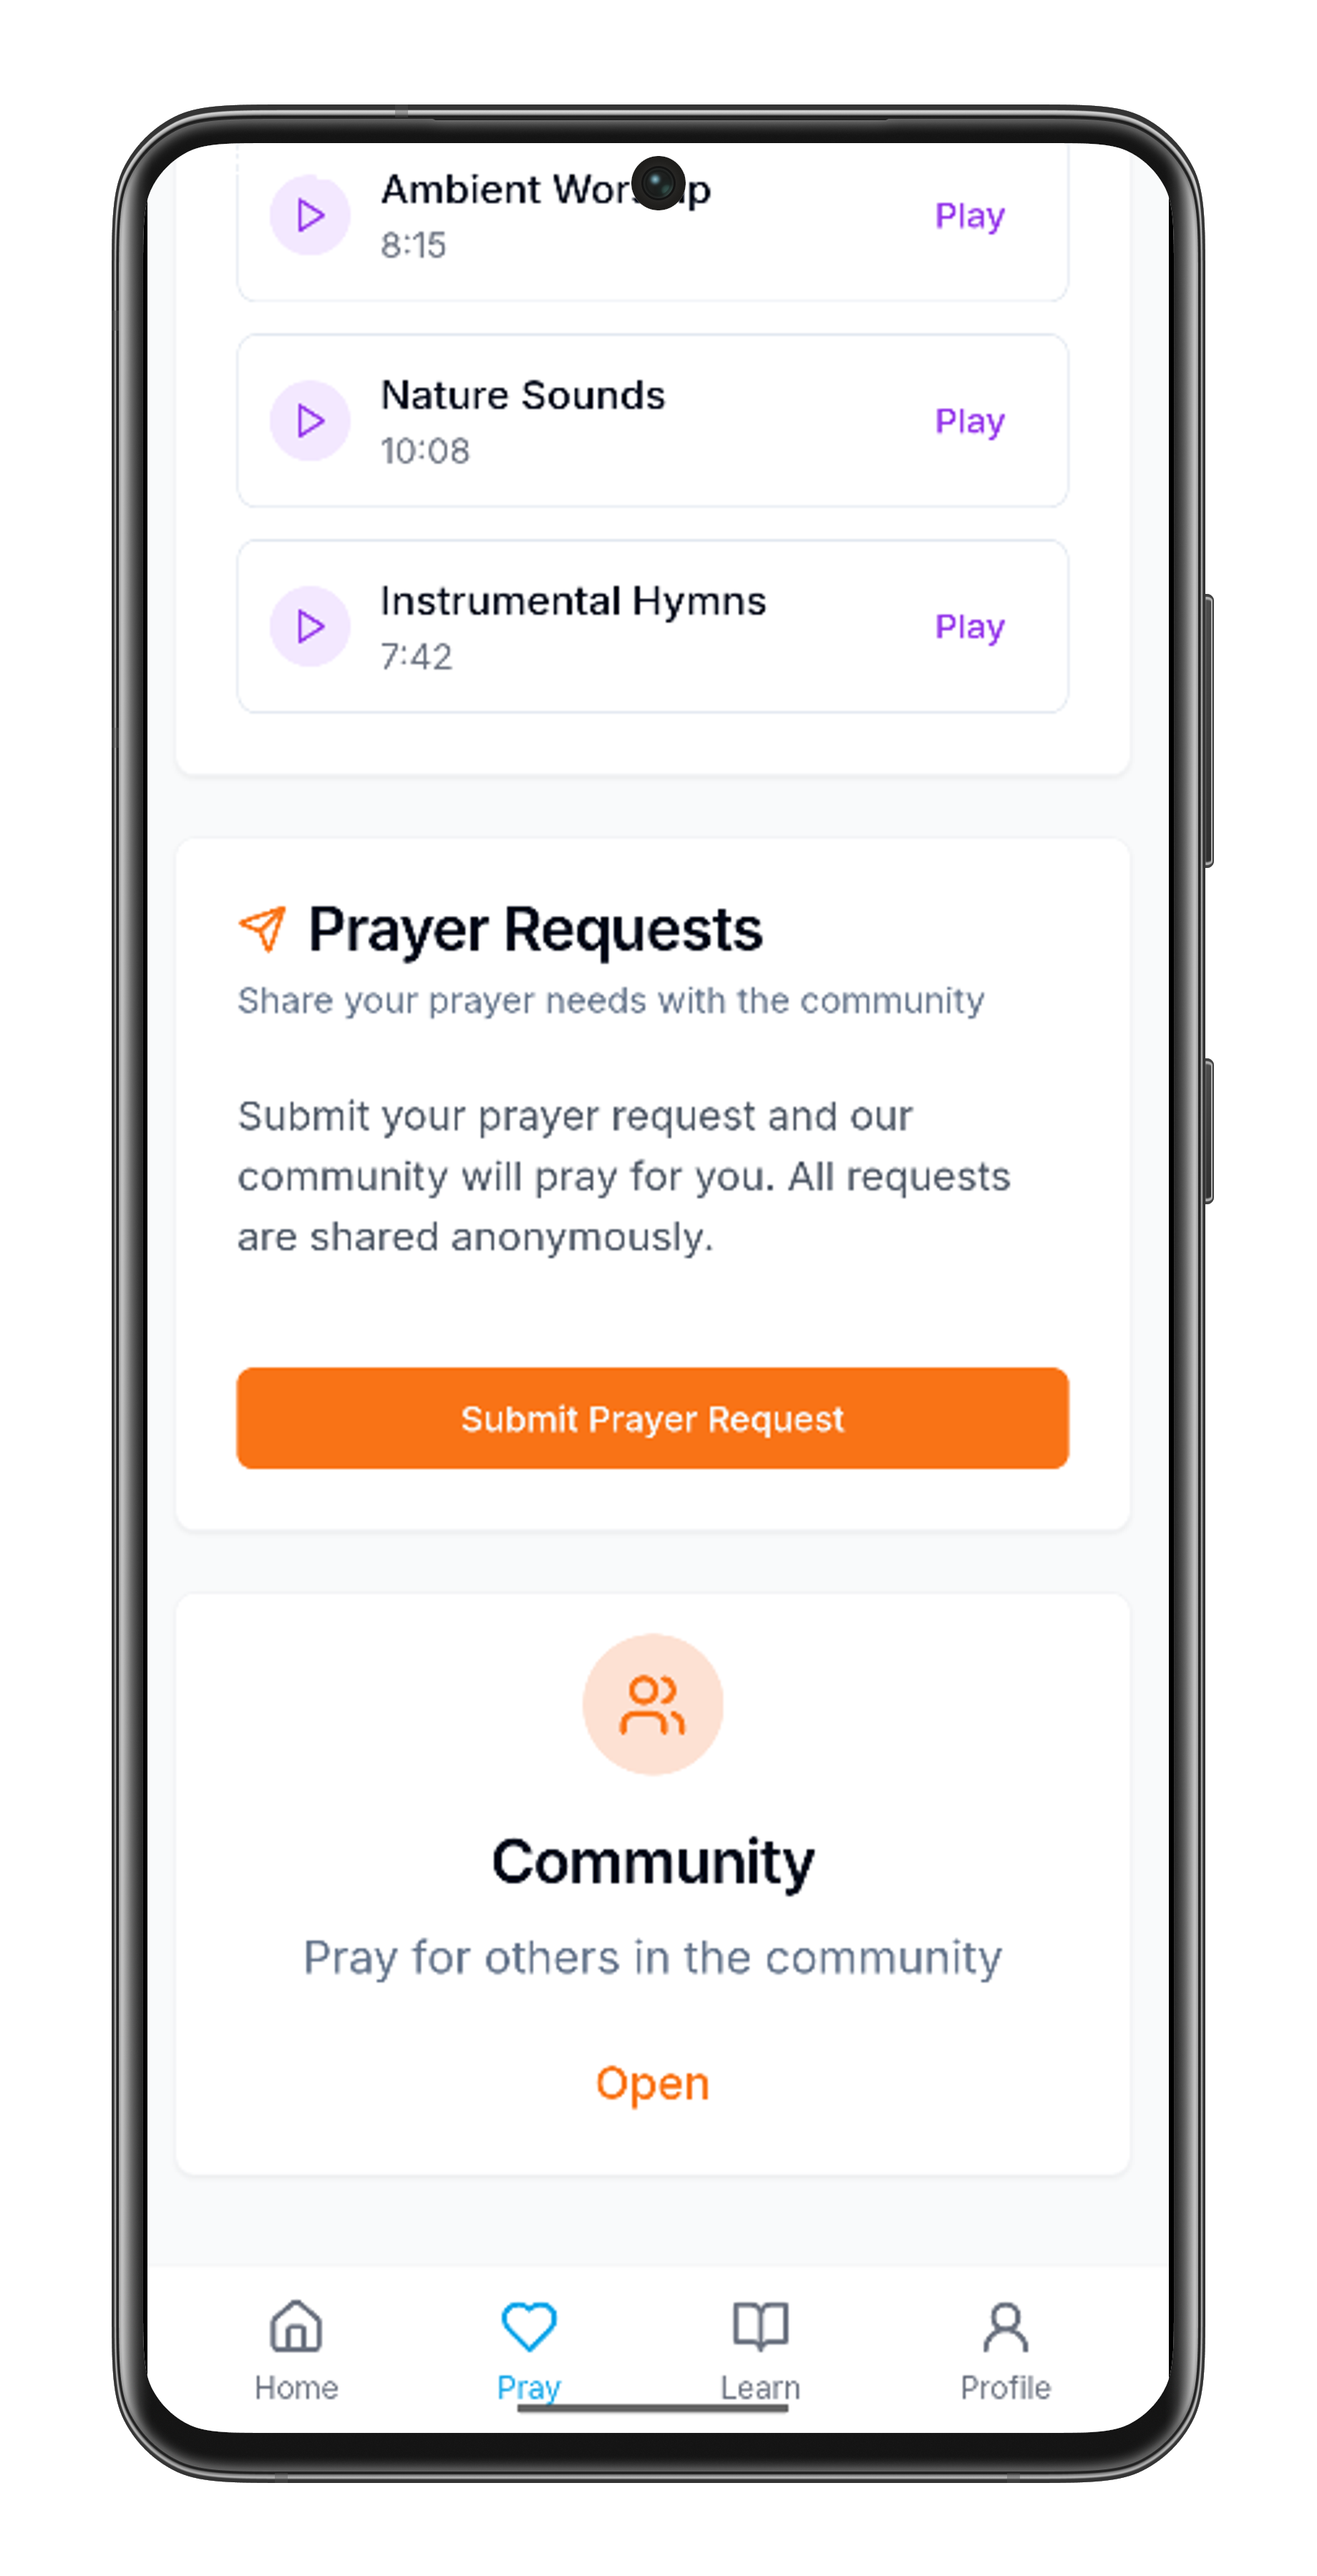 Ambient Wor p
Play
8:15
Nature Sounds
Play
10:08
Instrumental Hymns
Play
7:42
Prayer Requests
Share your prayer needs with the community
Submit your prayer request and our
community will pray for you. All requests
are shared anonymously.
Submit Prayer Request
Community
Pray for others in the community
Open
Home
Pray
Learn
Profile